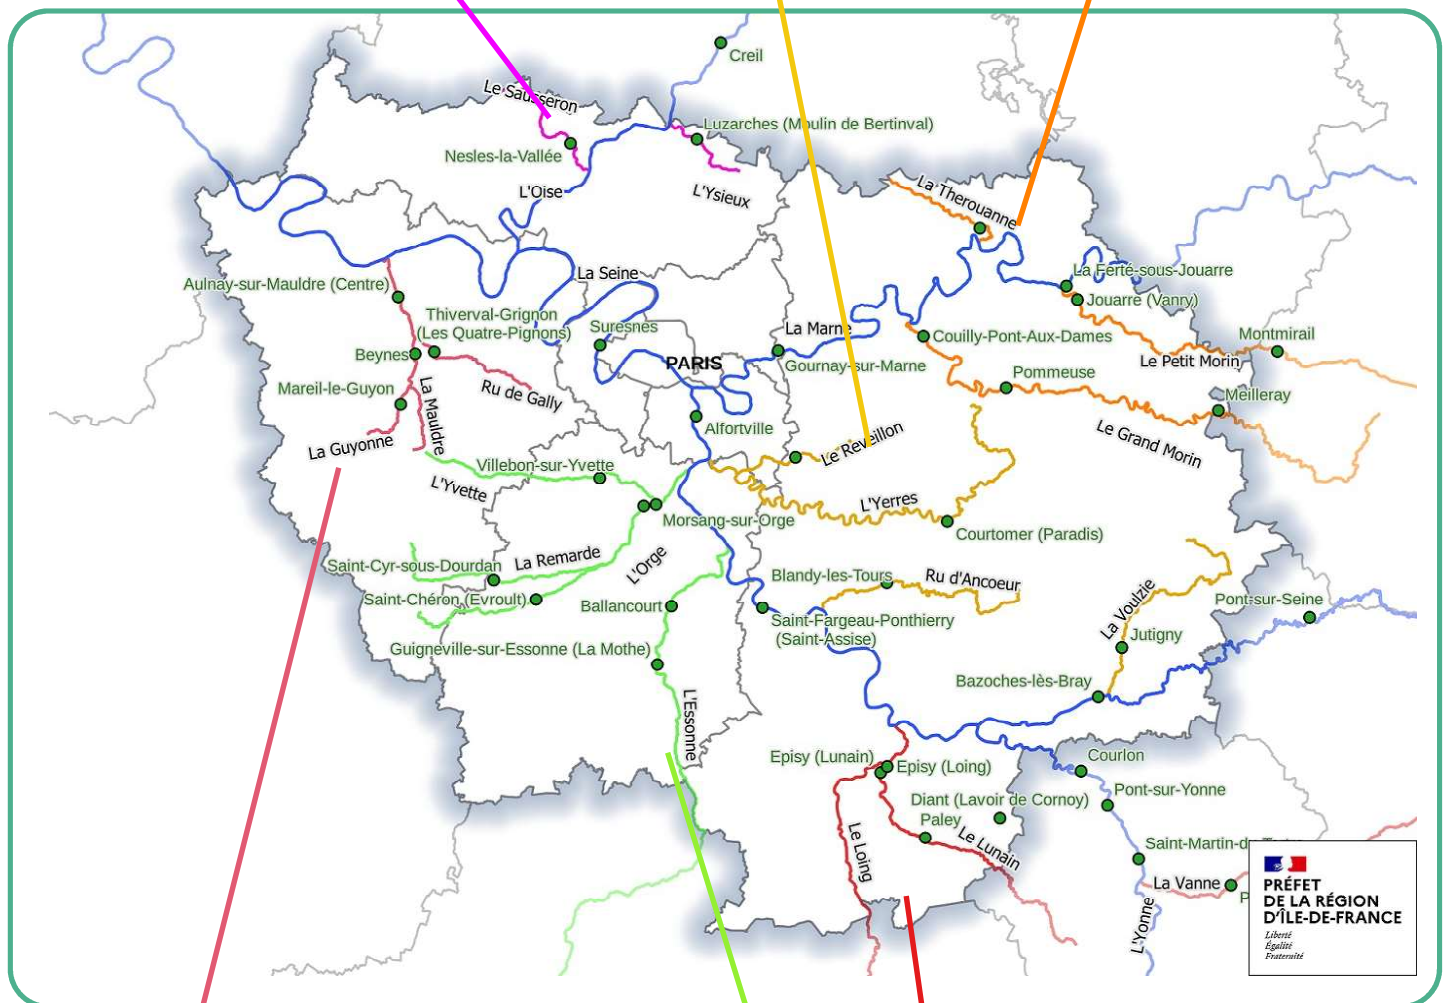 Creil
Le Sausseron
Luzarches (Moulin de Bertinval)
Nesles-la-Vallée
L'Oise
L'Ysieux
La Therouanne
La Seine
La Ferté-sous-Jouarre
Aulnay-sur-Mauldre (Centre)
Jouarre (Vanry)
Thiverval-Grignon
(Les Quatre-Pignons)
Suresnes
La Marne
Couilly-Pont-Aux-Dames
Montmirail
Beynes
PARIS
Gournay-sur-Marne
Le Petit Morin
Pommeuse
Mareil-le-Guyon
La Mauldre
Ru de Gally
Meilleray
Alfortville
La Guyonne
Le Reveillon
Le Grand Morin
Villebon-sur-Yvette
L'Yvette
L'Yerres
Morsang-sur-Orge
Courtomer (Paradis)
La Remarde
L'Orge
Saint-Cyr-sous-Dourdan
Blandy-les-Tours
Ru d'Ancoeur
Saint-Chéron (Evroult)
Ballancourt
La Voulzie
Pont-sur-Seine
Saint-Fargeau-Ponthierry
(Saint-Assise)
Jutigny
Guigneville-sur-Essonne (La Mothe)
Bazoches-lès-Bray
L'Essonne
Episy (Lunain)
Episy (Loing)
Courlon
Diant (Lavoir de Cornoy)
Pont-sur-Yonne
Paley
Le Loing
Le Lunain
Saint-Martin-du-
La Vanne
P
L'Yonne
PRÉFET
DE LA RÉGION
D'ÎLE-DE-FRANCE
Liberté
Égalité
Fraternité